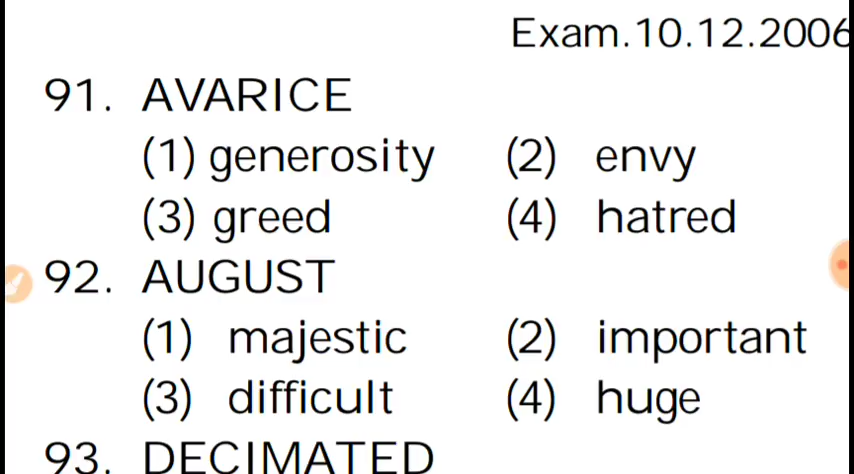 Exam.10.12.2006
91. AVARICE
(1) generosity (2) envy
(3) greed (4) hatred
92. AUGUST
(1) majestic (2) important
(3) difficult (4) huge
93. DECIMATED